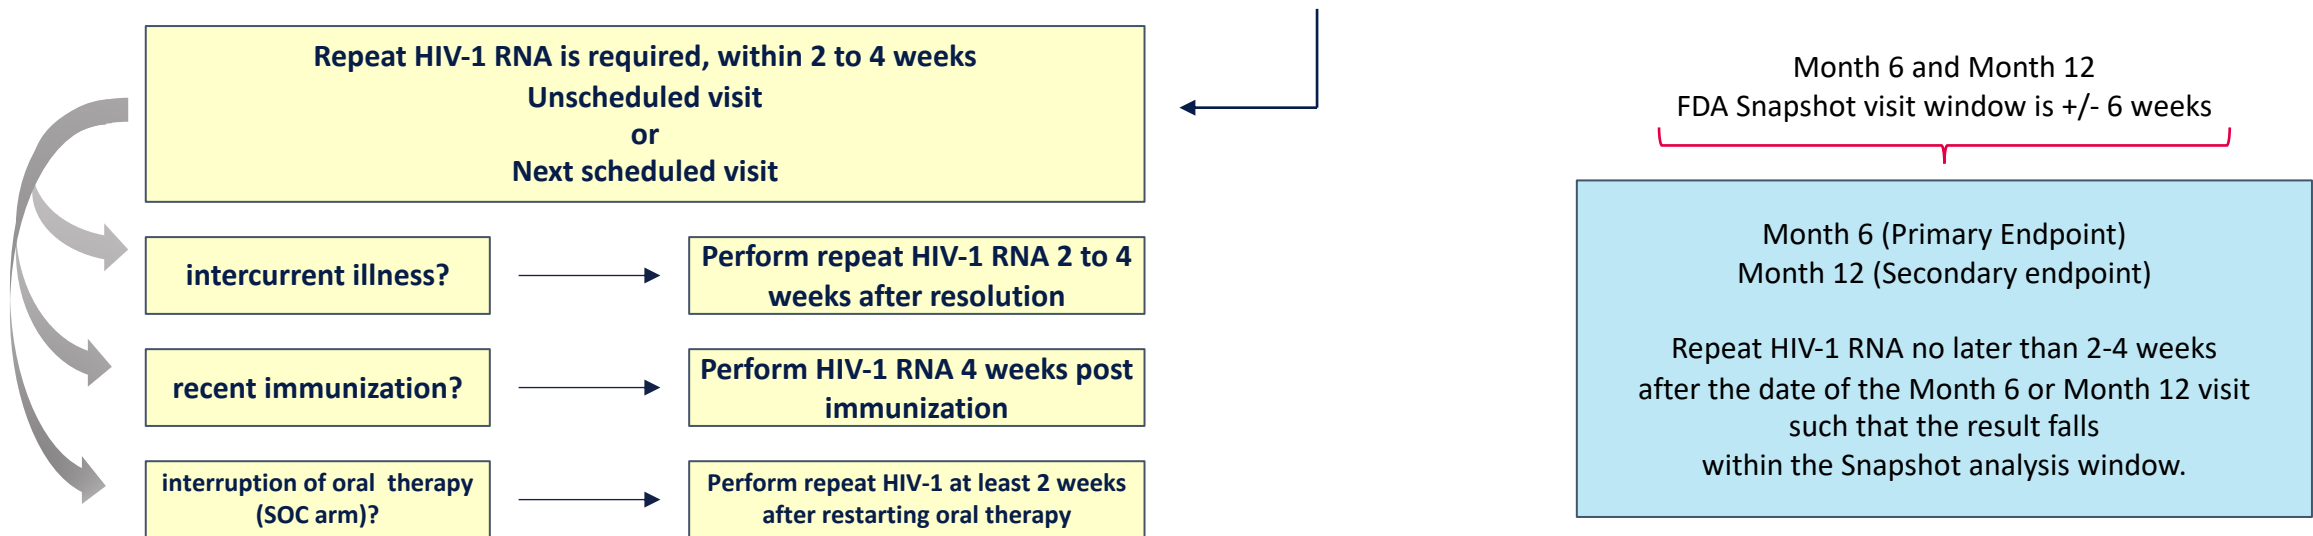 Repeat HIV-1 RNA is required, within 2 to 4 weeks
Unscheduled visit
or
Next scheduled visit
intercurrent illness?
Perform repeat HIV-1 RNA 2 to 4
weeks after resolution
recent immunization?
Perform HIV-1 RNA 4 weeks post
immunization
interruption of oral therapy
(SOC arm)?
Perform repeat HIV-1 at least 2 weeks
after restarting oral therapy
Month 6 and Month 12
FDA Snapshot visit window is +/- 6 weeks
Month 6 (Primary Endpoint)
Month 12 (Secondary endpoint)
Repeat HIV-1 RNA no later than 2-4 weeks
after the date of the Month 6 or Month 12 visit
such that the result falls
within the Snapshot analysis window.